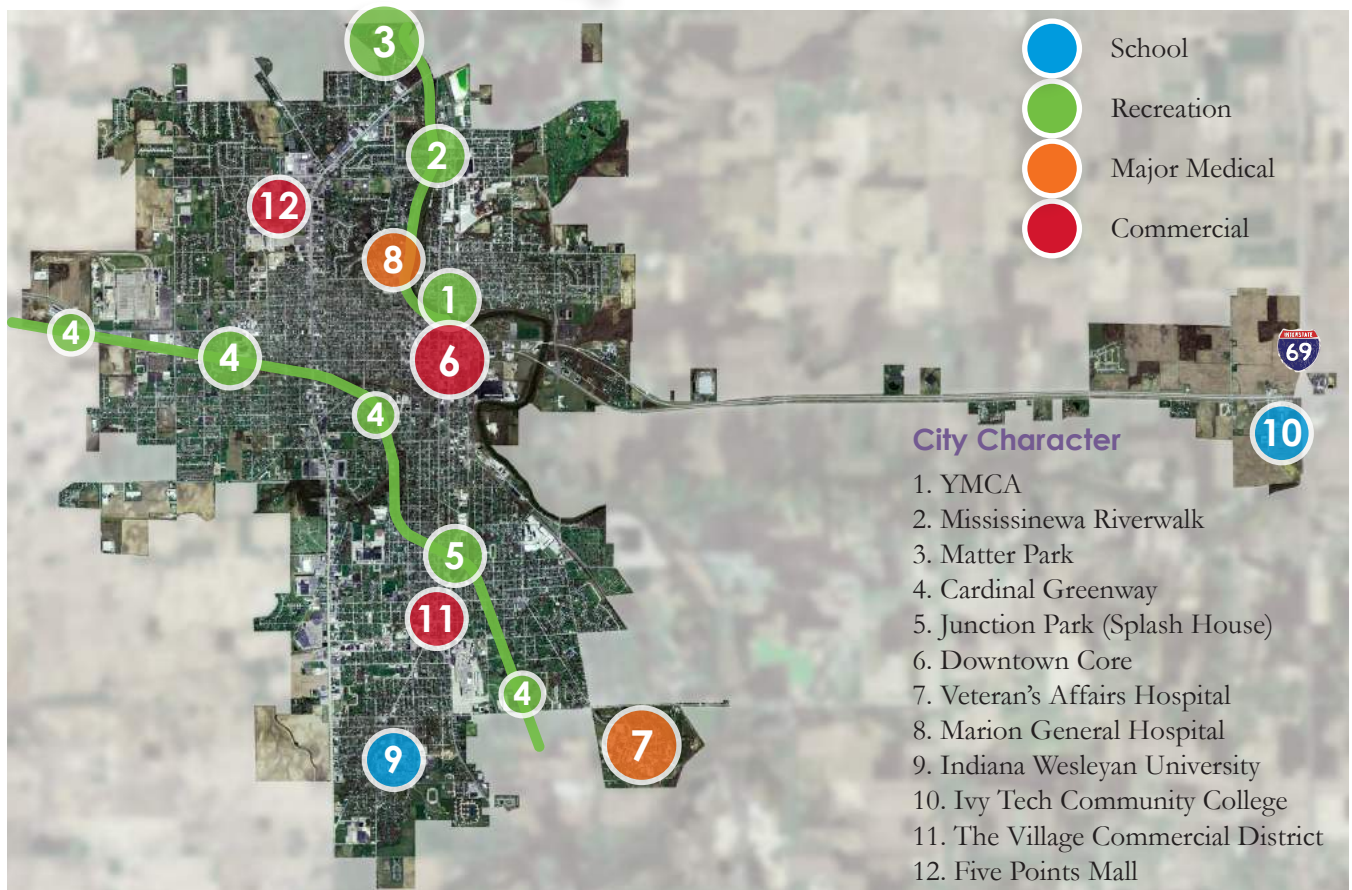 3
School
Recreation
2
Major Medical
12
Commercial
8
1
4
4
6
INTERSTATE
69
4
10
City Character
1. YMCA
2. Mississinewa Riverwalk
3. Matter Park
4. Cardinal Greenway
5. Junction Park (Splash House)
6. Downtown Core
7. Veteran's Affairs Hospital
8. Marion General Hospital
9. Indiana Wesleyan University
10. Ivy Tech Community College
11. The Village Commercial District
12. Five Points Mall
5
11
4
7
9